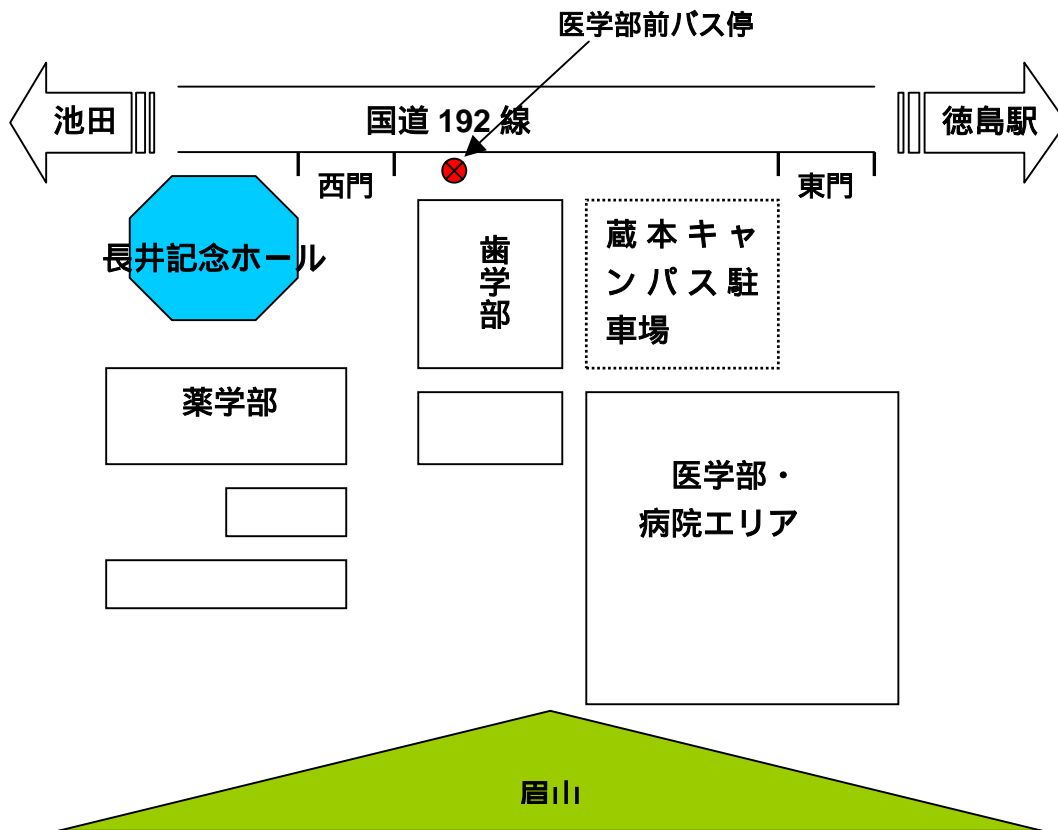 医学部前バス停
池田
国道 192 線
徳島駅
西門
東門
長井記念ホール
歯学部
蔵本キャ
ンパス駐
車場
薬学部
医学部・
病院エリア
眉山